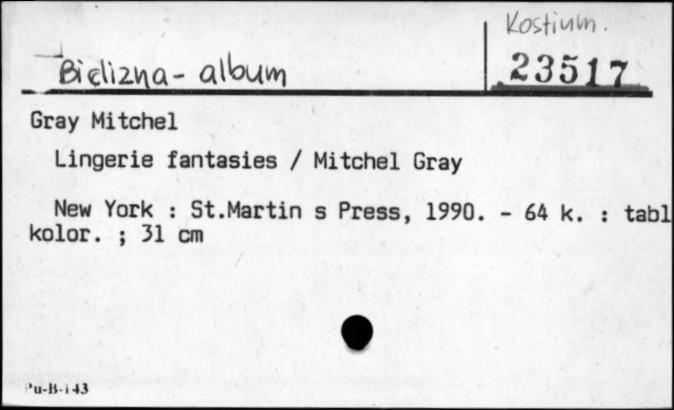 Kostium.
23517
Bielizna - album
Gray Mitchel
Lingerie fantasies / Mitchel Gray
New York : St.Martin s Press, 1990. - 64 k. : tabl
kolor. ; 31 cm
Pu-B-143